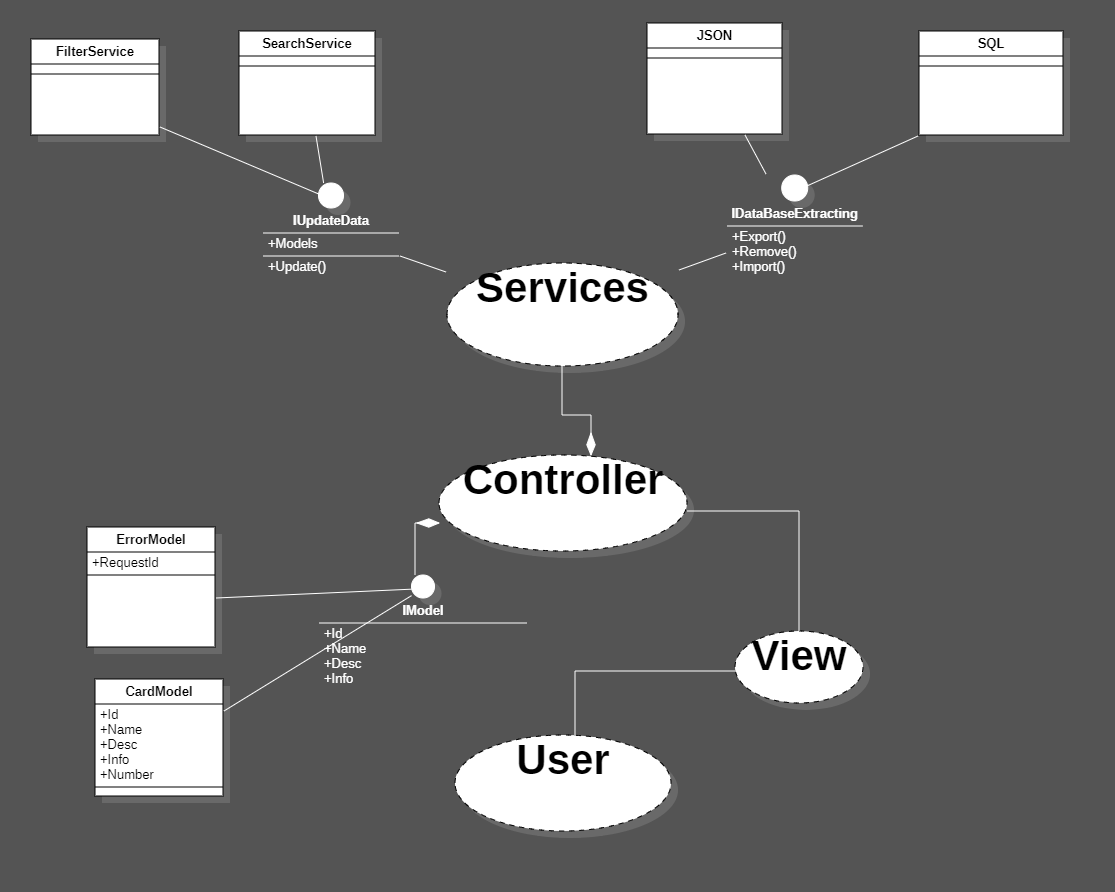 FilterService
SearchService
JSON
SQL
IUpdateData
+Models
+Update()
IDataBaseExtracting
+Export()
+Remove()
+Import()
Services
Controller
ErrorModel
+RequestId
IModel
+Id
+Name
+Desc
+Info
CardModel
+Id
+Name
+Desc
+Info
+Number
View
User